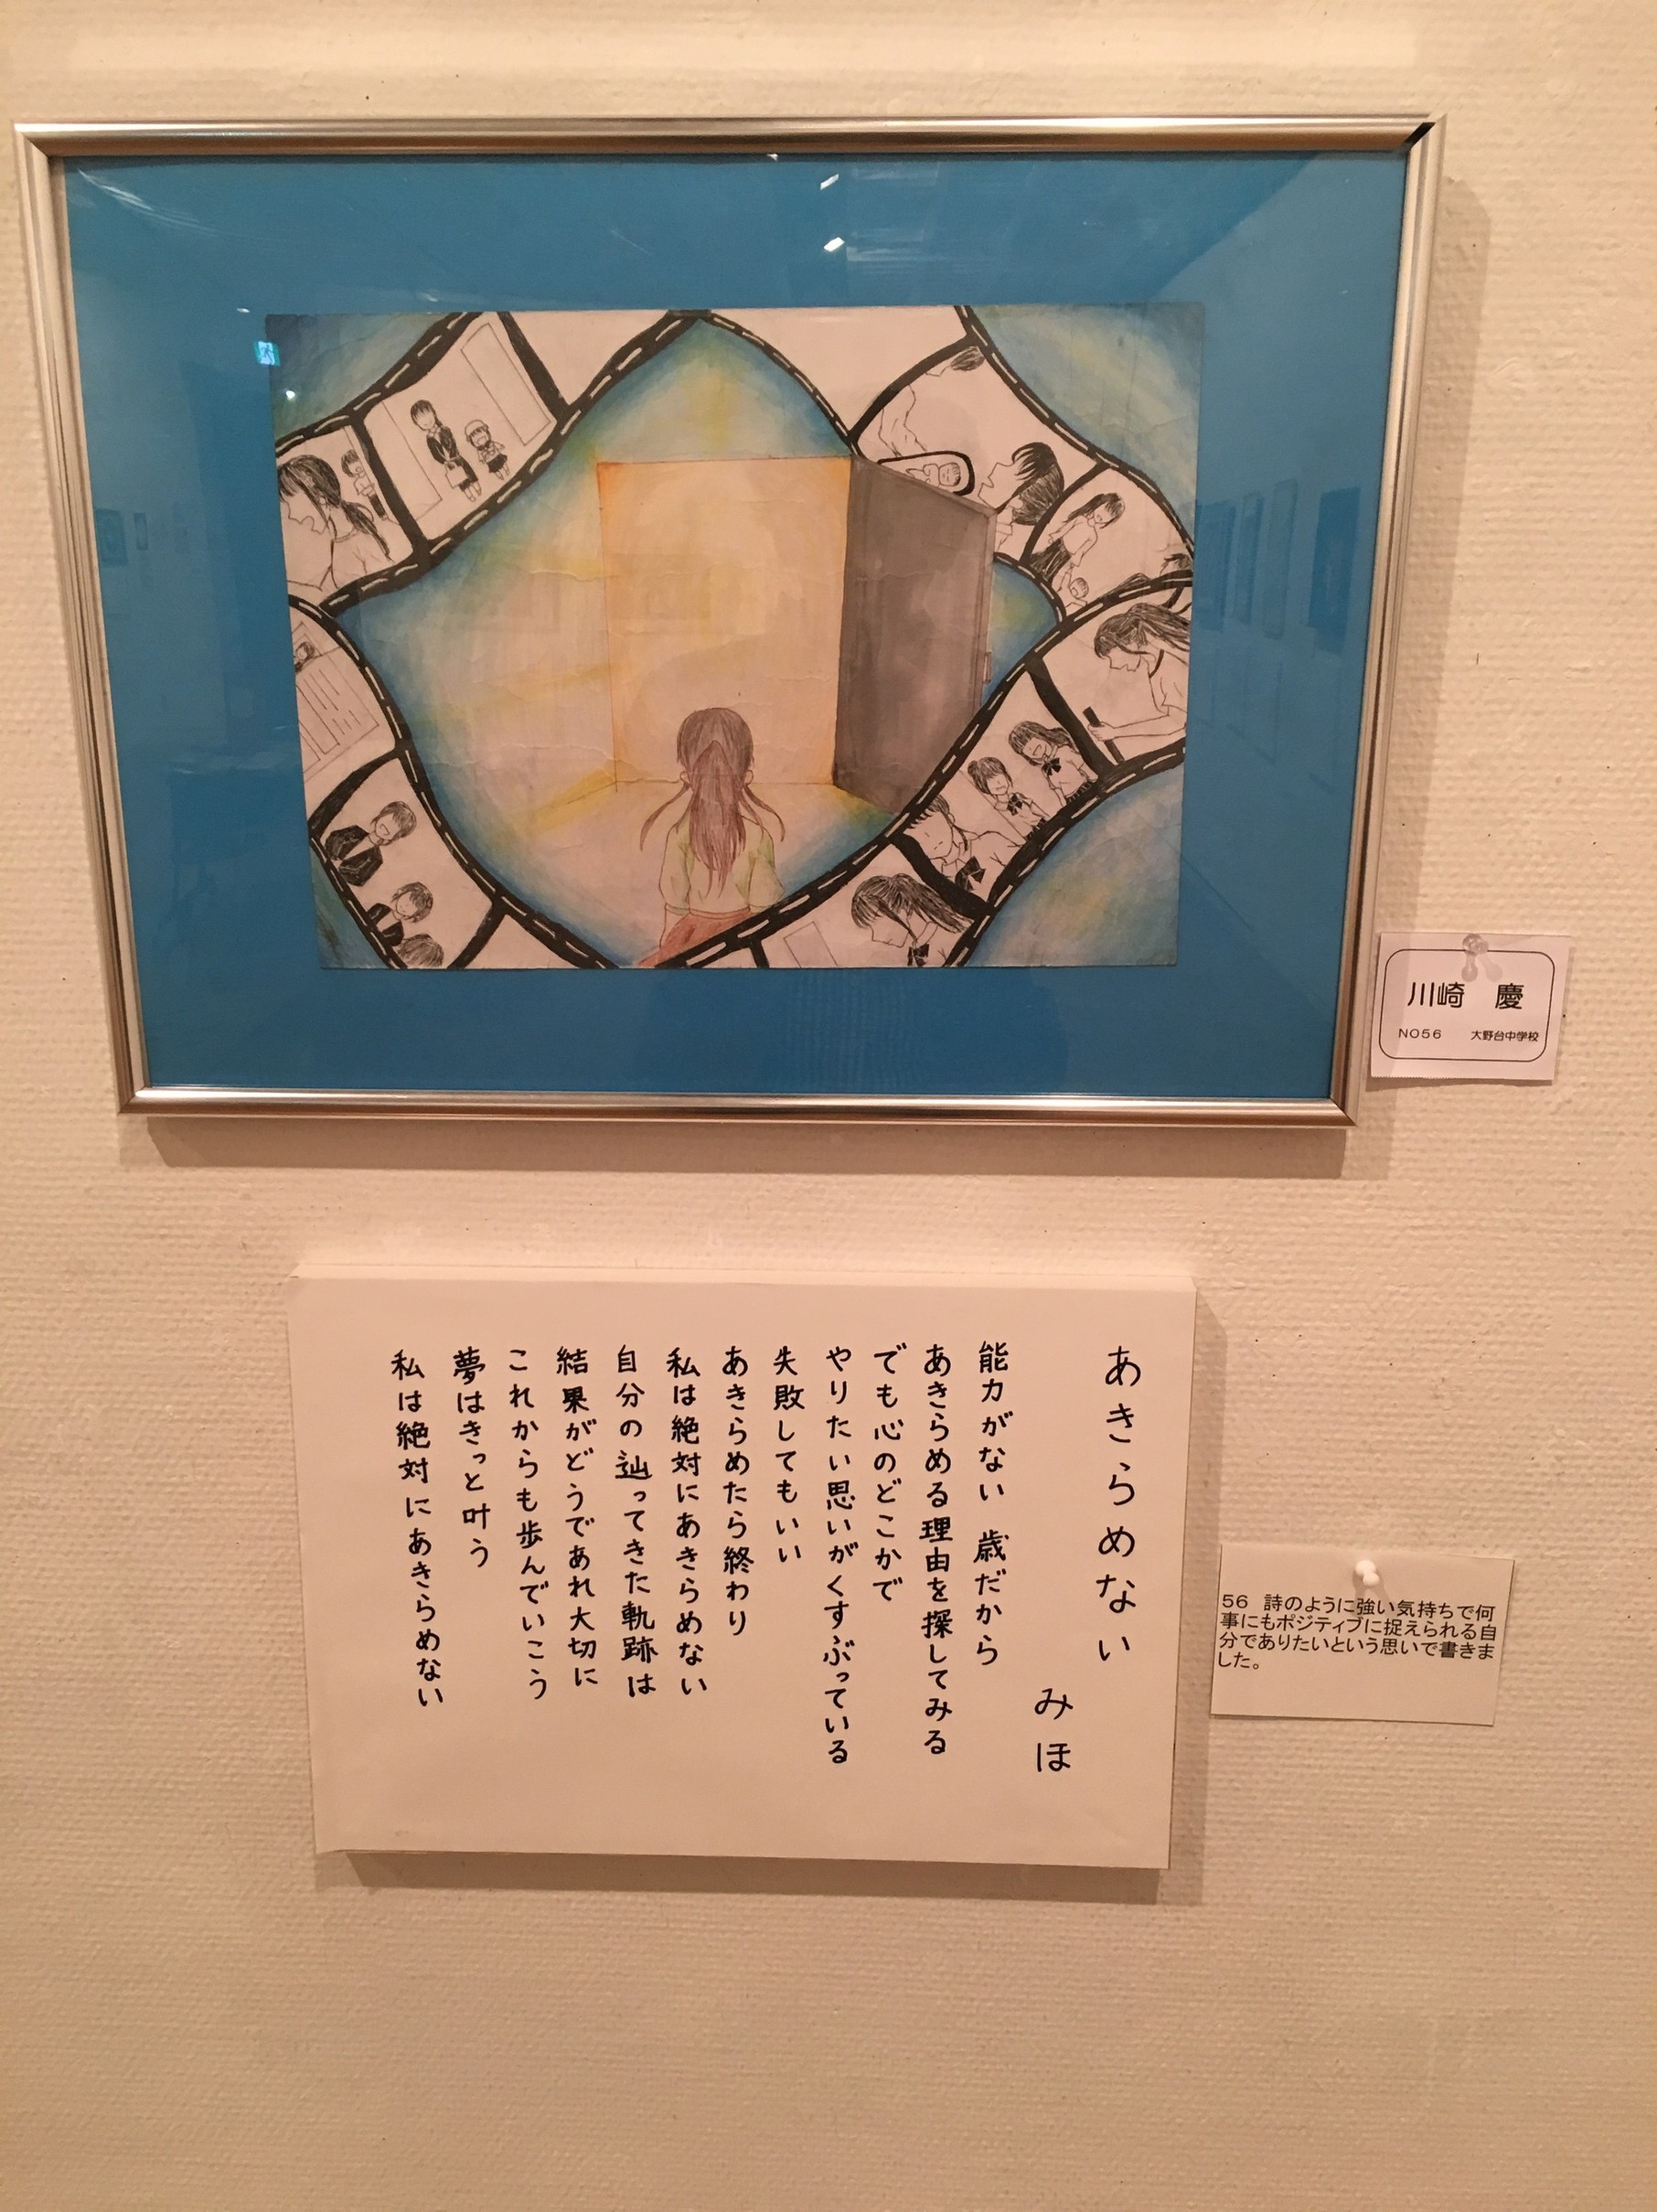 川崎　慶
NO56　大野台中学校
あきらめない
みほ
能力がない　歳だから
あきらめる理由を探してみる
でも心のどこかで
やりたい思いがくすぶっている
失敗してもいい
あきらめたら終わり
私は絶対にあきらめない
自分の辿ってきた軌跡は
結果がどうであれ大切に
これからも歩んでいこう
夢はきっと叶う
私は絶対にあきらめない
56　詩のように強い気持ちで何
事にもポジティブに捉えられる自
分でありたいという思いで書きま
した。